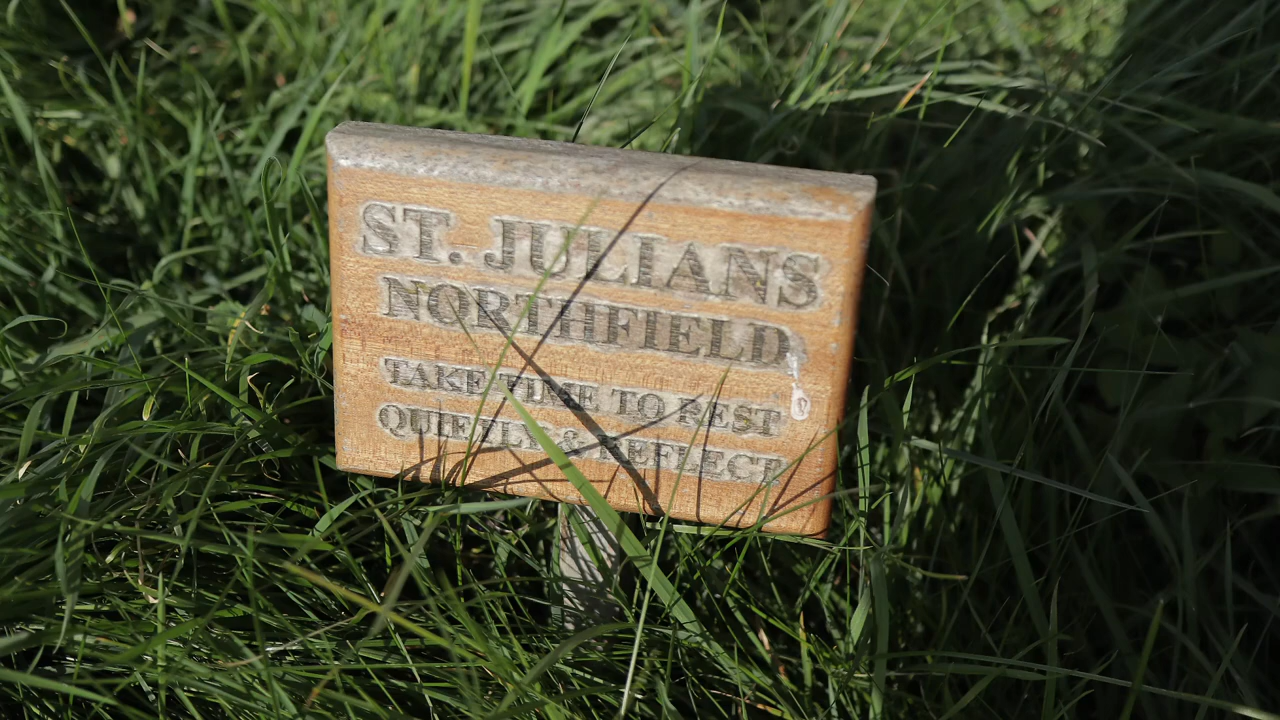 ST. JULIANS
NORTHFIELD
TAKE TIME TO REST
QUIETLY & REFLECT